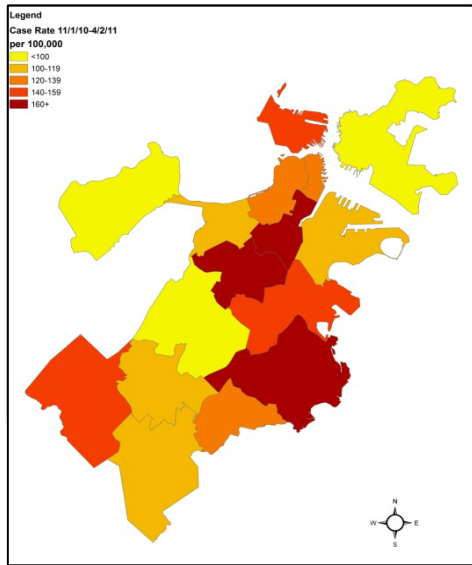 Legend
Case Rate 11/1/10-4/2/11
per 100,000
<100
100-119
120-139
140-159
160+
N
W E
S